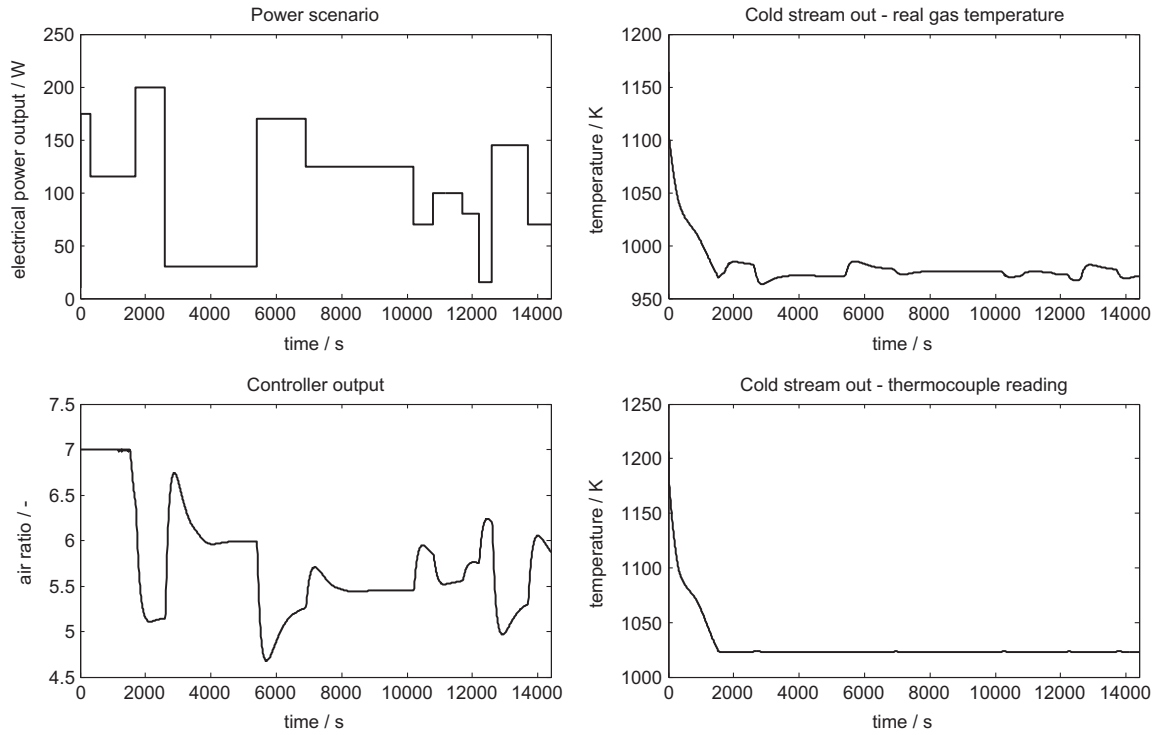 Power scenario
250
200
150
100
50
0
electrical power output / W
0 2000 4000 6000 8000 10000 12000 14000
time / s
Cold stream out - real gas temperature
1200
1150
1100
1050
1000
950
temperature / K
0 2000 4000 6000 8000 10000 12000 14000
time / s
Controller output
7.5
7
6.5
6
5.5
5
4.5
air ratio / -
0 2000 4000 6000 8000 10000 12000 14000
time / s
Cold stream out - thermocouple reading
1250
1200
1150
1100
1050
1000
temperature / K
0 2000 4000 6000 8000 10000 12000 14000
time / s